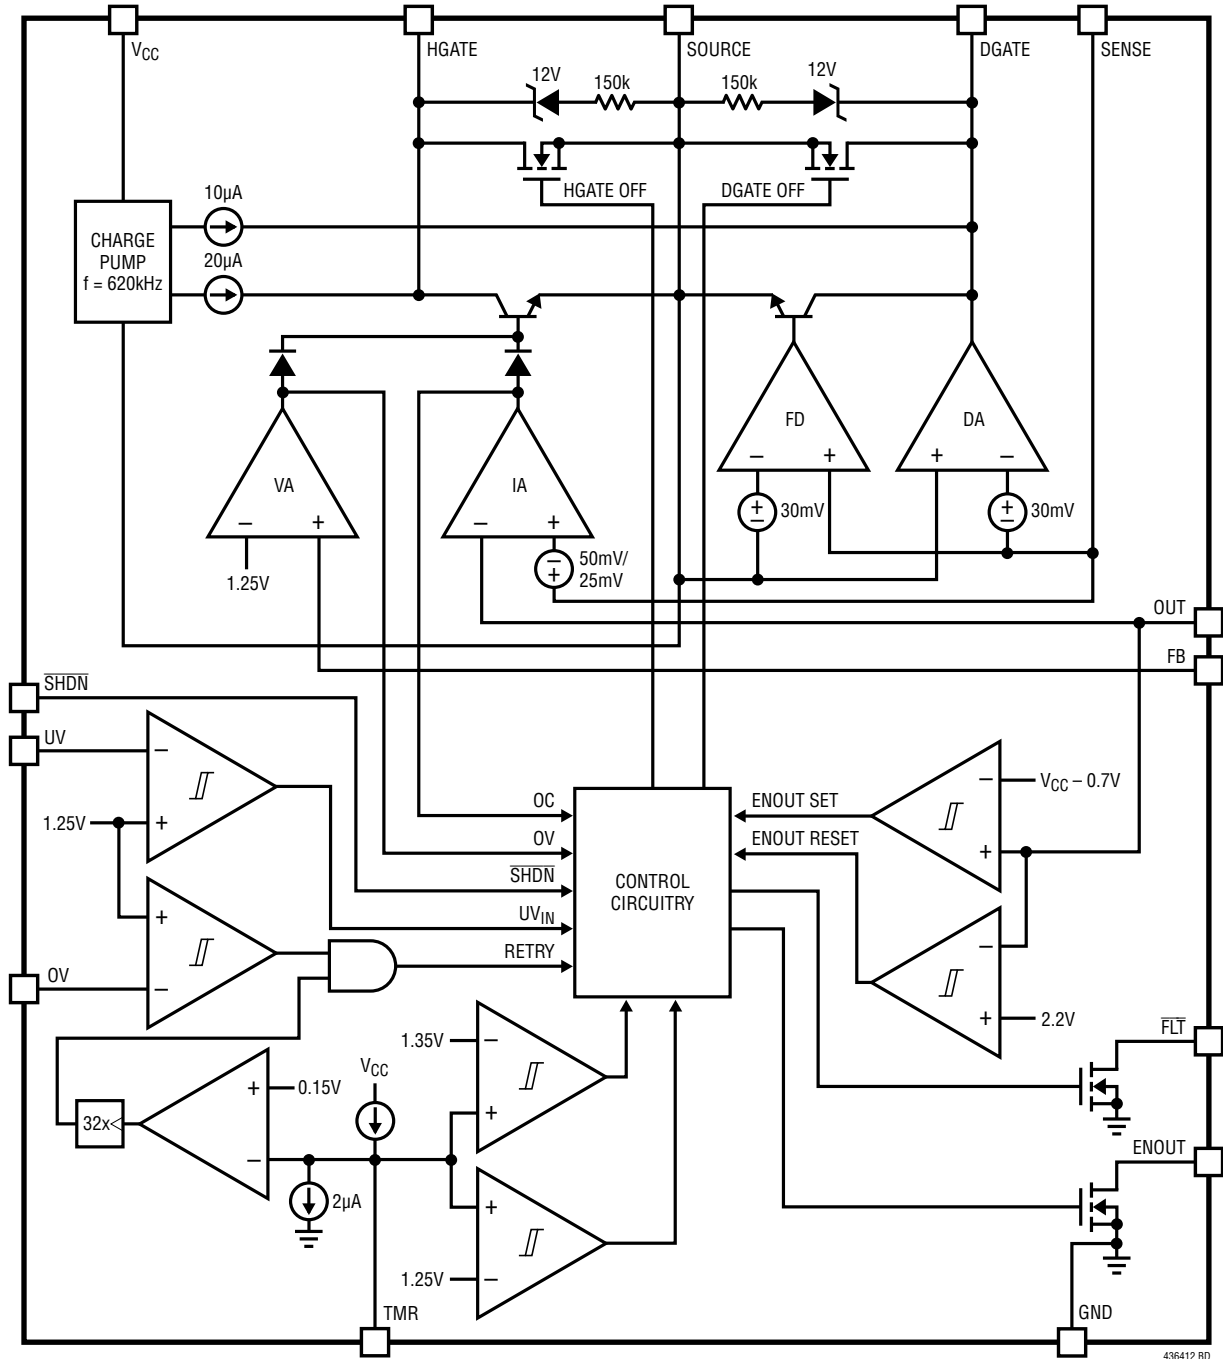 VCC
HGATE
SOURCE
DGATE
SENSE
12V
150k
150k
12V
HGATE OFF
DGATE OFF
10µA
CHARGE
PUMP
f = 620kHz
20µA
VA
–
+
1.25V
IA
–
+
50mV/
25mV
–
+
FD
–
+
+
–
30mV
DA
+
–
+
–
30mV
OUT
FB
SHDN
UV
–
1.25V
+
+
OV
–
OC
OV
SHDN
UVIN
RETRY
CONTROL
CIRCUITRY
ENOUT SET
ENOUT RESET
–
VCC – 0.7V
+
–
+
2.2V
FLT
ENOUT
GND
1.35V
–
+
+
1.25V
–
VCC
32x
+
0.15V
–
2µA
TMR
436412 BD